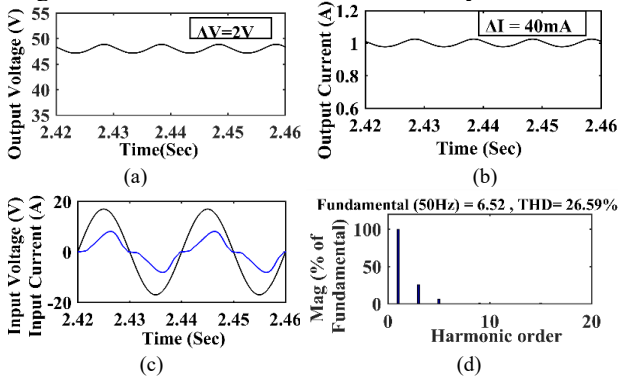 Output Voltage (V)
55
50
45
40
35
ΔV=2V
2.42 2.43 2.44 2.45 2.46
Time(Sec)
(a)
Output Current (A)
1.2
1
0.8
0.6
ΔI = 40mA
2.42 2.43 2.44 2.45 2.46
Time (Sec)
(b)
Input Voltage (V)
Input Current (A)
20
0
-20
2.42 2.43 2.44 2.45 2.46
Time (Sec)
(c)
Fundamental (50Hz) = 6.52 , THD= 26.59%
Mag (% of
Fundamental)
100
50
0
0 10 20
Harmonic order
(d)